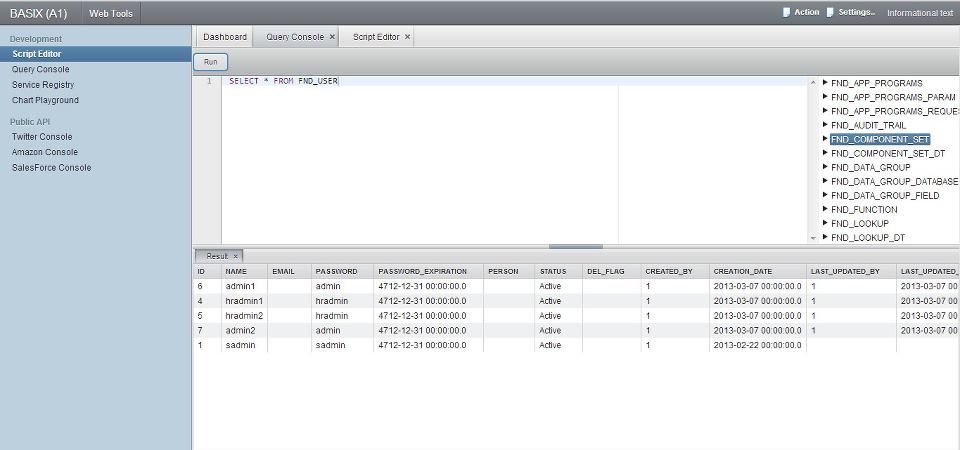 BASIX (A1) Web Tools Action Settings.. Informational text
Development
Script Editor
Query Console
Service Registry
Chart Playground
Public API
Twitter Console
Amazon Console
SalesForce Console
Dashboard Query Console × Script Editor ×
Run
1 SELECT * FROM FND_USER
FND_APP_PROGRAMS
FND_APP_PROGRAMS_PARAM
FND_APP_PROGRAMS_REQUES
FND_AUDIT_TRAIL
FND_COMPONENT_SET
FND_COMPONENT_SET_DT
FND_DATA_GROUP
FND_DATA_GROUP_DATABASE
FND_DATA_GROUP_FIELD
FND_FUNCTION
FND_LOOKUP
FND_LOOKUP_DT
Result ×
ID NAME EMAIL PASSWORD PASSWORD_EXPIRATION PERSON STATUS DEL_FLAG CREATED_BY CREATION_DATE LAST_UPDATED_BY LAST_UPDATED_
6 admin1 admin 4712-12-31 00:00:00.0 Active 1 2013-03-07 00:00:00.0 1 2013-03-07 00
4 hradmin1 hradmin 4712-12-31 00:00:00.0 Active 1 2013-03-07 00:00:00.0 1 2013-03-07 00
5 hradmin2 hradmin 4712-12-31 00:00:00.0 Active 1 2013-03-07 00:00:00.0 1 2013-03-07 00
7 admin2 admin 4712-12-31 00:00:00.0 Active 1 2013-03-07 00:00:00.0 1 2013-03-07 00
1 sadmin sadmin 4712-12-31 00:00:00.0 Active 1 2013-02-22 00:00:00.0